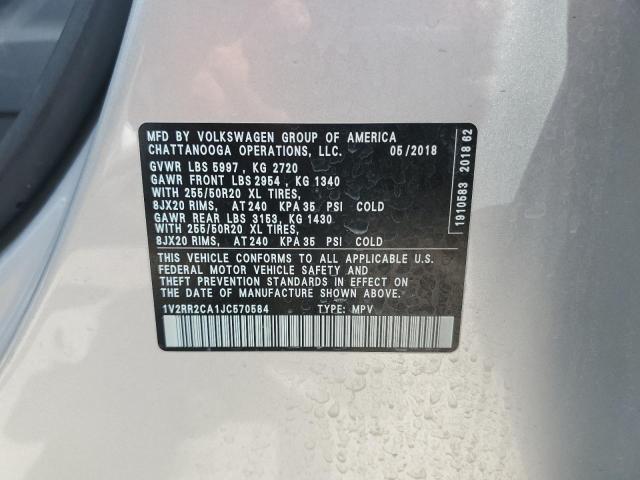 MFD BY VOLKSWAGEN GROUP OF AMERICA
CHATTANOOGA OPERATIONS, LLC. 05/2018
GVWR LBS 5997, KG 2720
GAWR FRONT LBS 2954, KG 1340
WITH 255/50R20 XL TIRES,
8JX20 RIMS, AT 240 KPA 35 PSI COLD
GAWR REAR LBS 3153, KG 1430
WITH 255/50R20 XL TIRES,
8JX20 RIMS, AT 240 KPA 35 PSI COLD
THIS VEHICLE CONFORMS TO ALL APPLICABLE U.S.
FEDERAL MOTOR VEHICLE SAFETY AND
THEFT PREVENTION STANDARDS IN EFFECT ON
THE DATE OF MANUFACTURE SHOWN ABOVE.
1V2RR2CA1JC570584 TYPE: MPV
1910583 2018 62